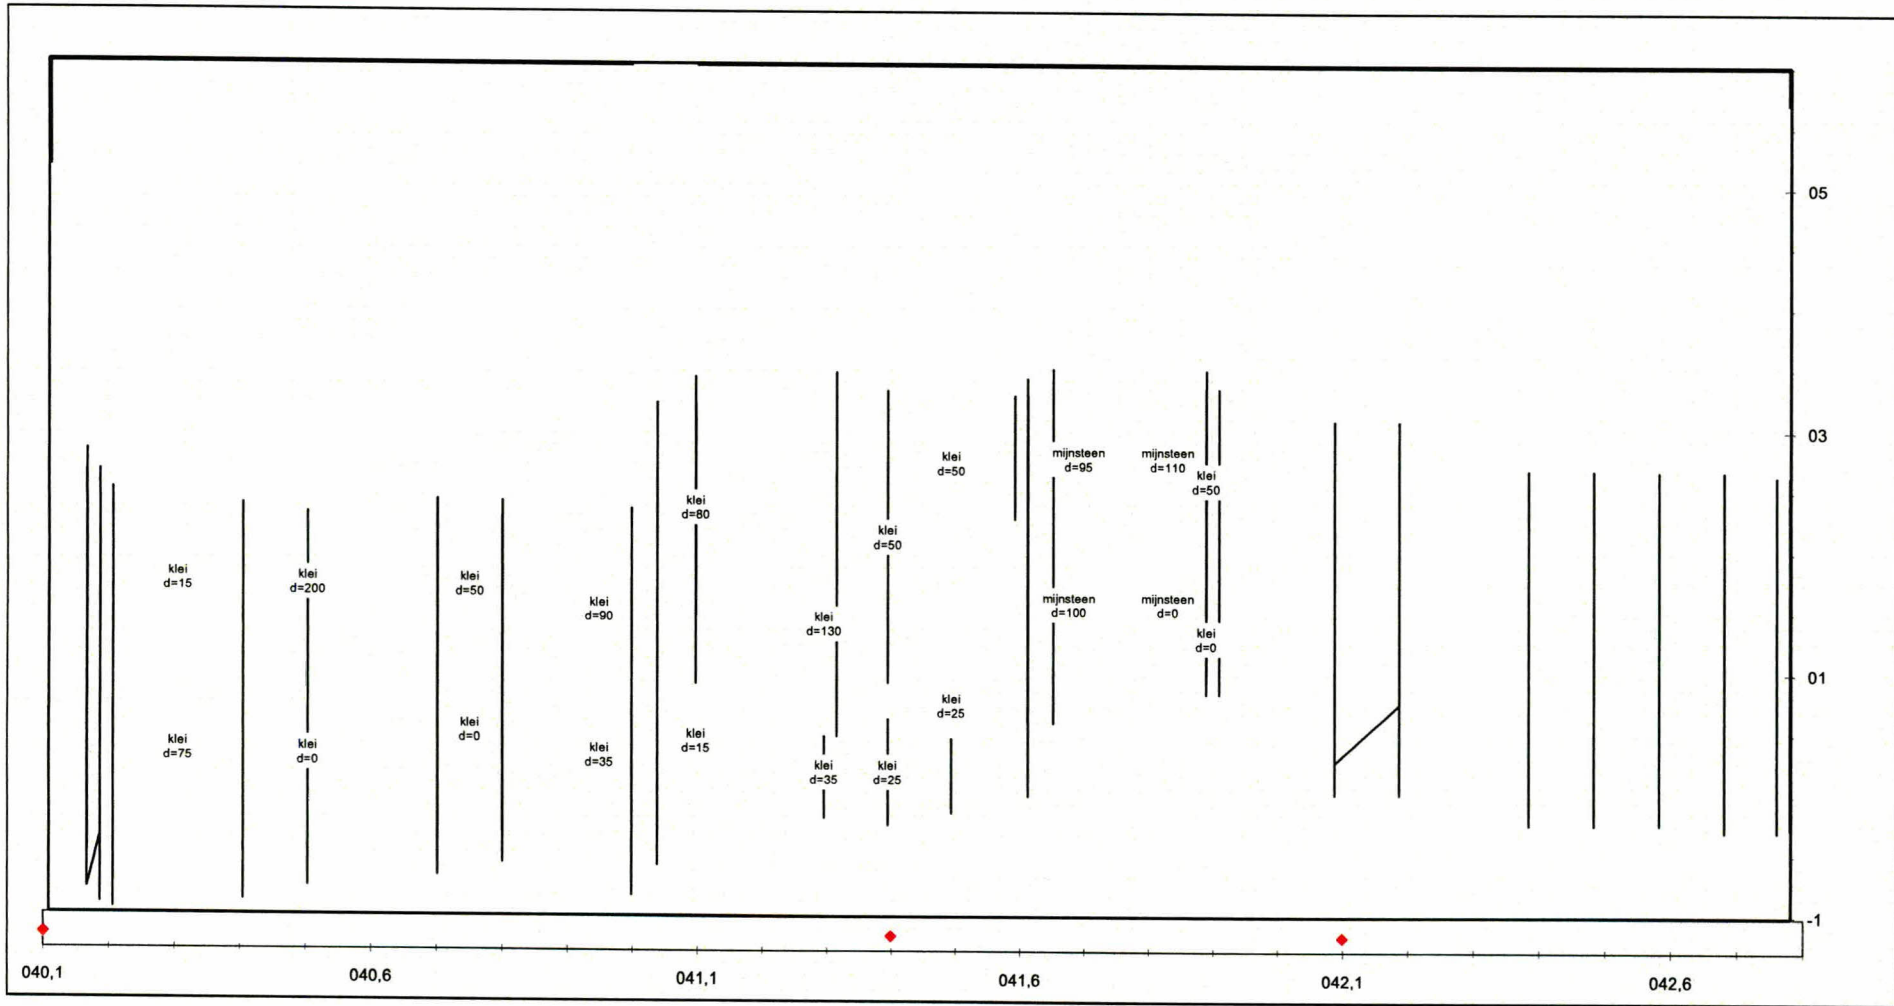 05
03
klei
d=50
mijnsteen
d=95
mijnsteen
d=110
klei
d=50
klei
d=80
klei
d=50
klei
d=15
klei
d=200
klei
d=50
klei
d=90
klei
d=130
mijnsteen
d=100
mijnsteen
d=0
klei
d=0
01
klei
d=75
klei
d=0
klei
d=0
klei
d=35
klei
d=15
klei
d=25
klei
d=35
klei
d=25
-1
040,1
040,6
041,1
041,6
042,1
042,6